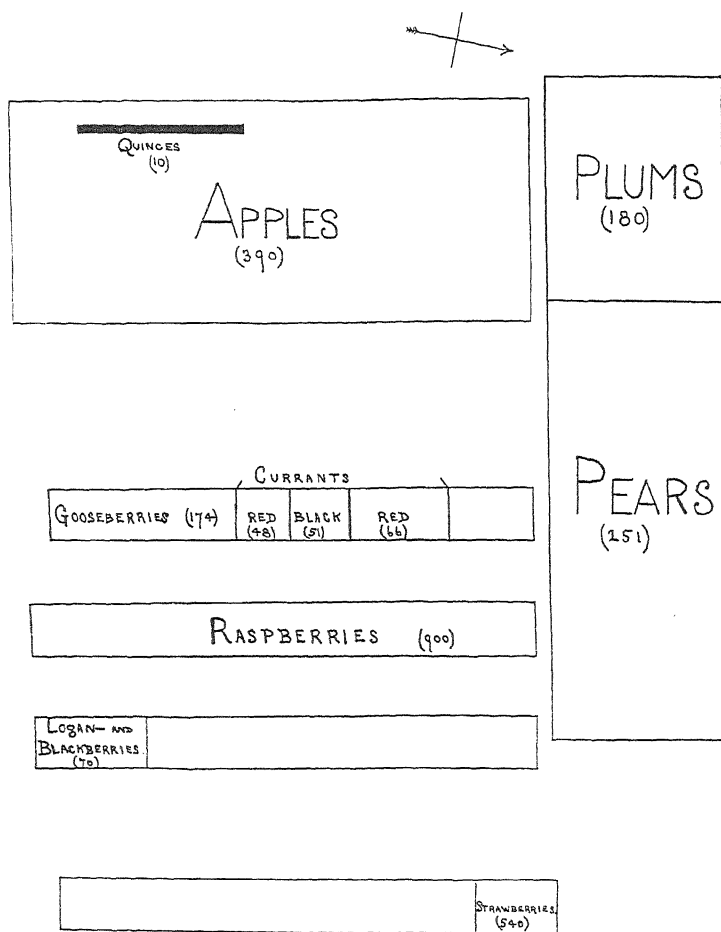 QUINCES
(10)
APPLES
(390)
PLUMS
(180)
PEARS
(251)
CURRANTS
GOOSEBERRIES (174)
RED
(48)
BLACK
(51)
RED
(66)
RASPBERRIES (900)
LOGAN- AND
BLACKBERRIES.
(70)
STRAWBERRIES.
(540)